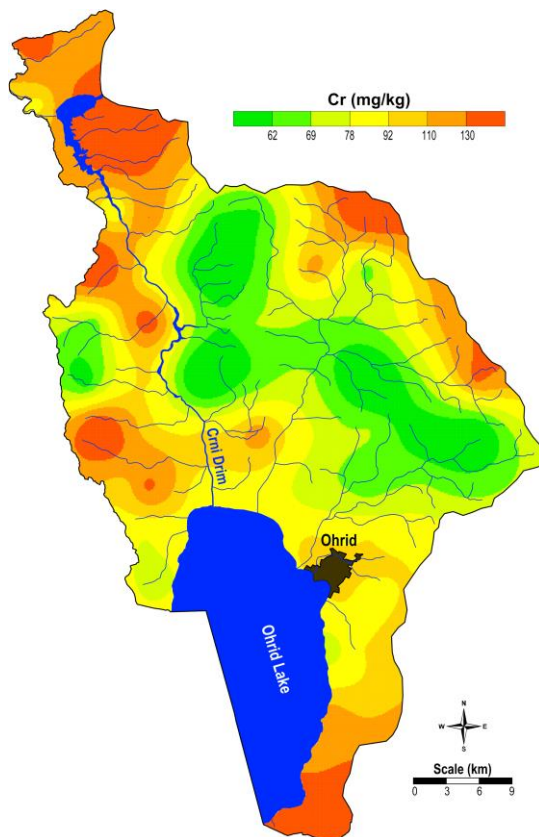 Cr (mg/kg)
62 69 78 92 110 130
Crni Drim
Ohrid
Ohrid Lake
N
W E
S
Scale (km)
0 3 6 9